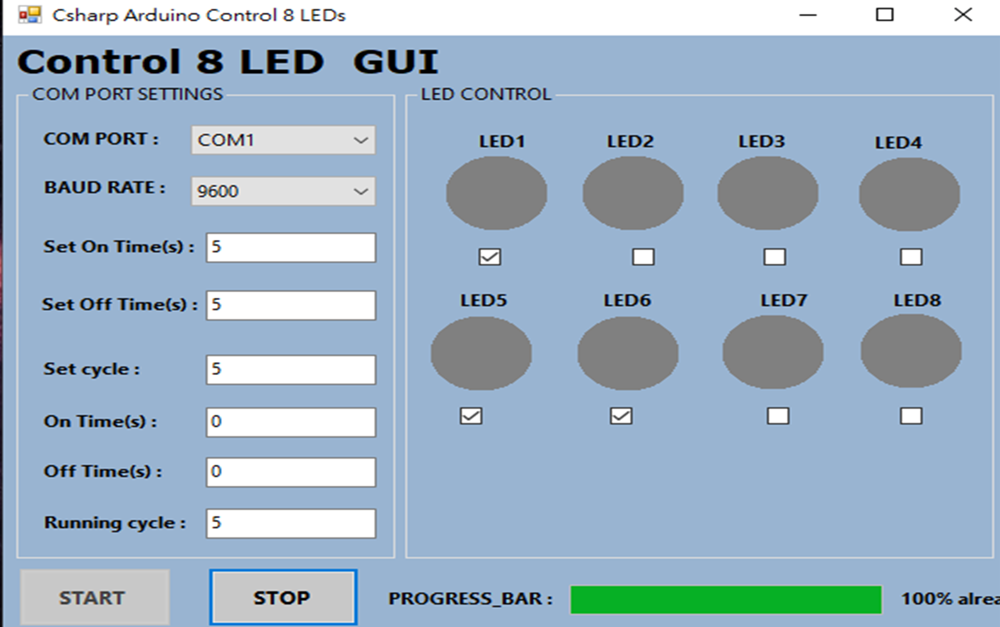 Csharp Arduino Control 8 LEDs
Control 8 LED GUI
COM PORT SETTINGS
COM PORT : COM1
BAUD RATE : 9600
Set On Time(s) : 5
Set Off Time(s) : 5
Set cycle : 5
On Time(s) : 0
Off Time(s) : 0
Running cycle : 5
LED CONTROL
LED1 LED2 LED3 LED4
LED5 LED6 LED7 LED8
START STOP PROGRESS_BAR : 100%